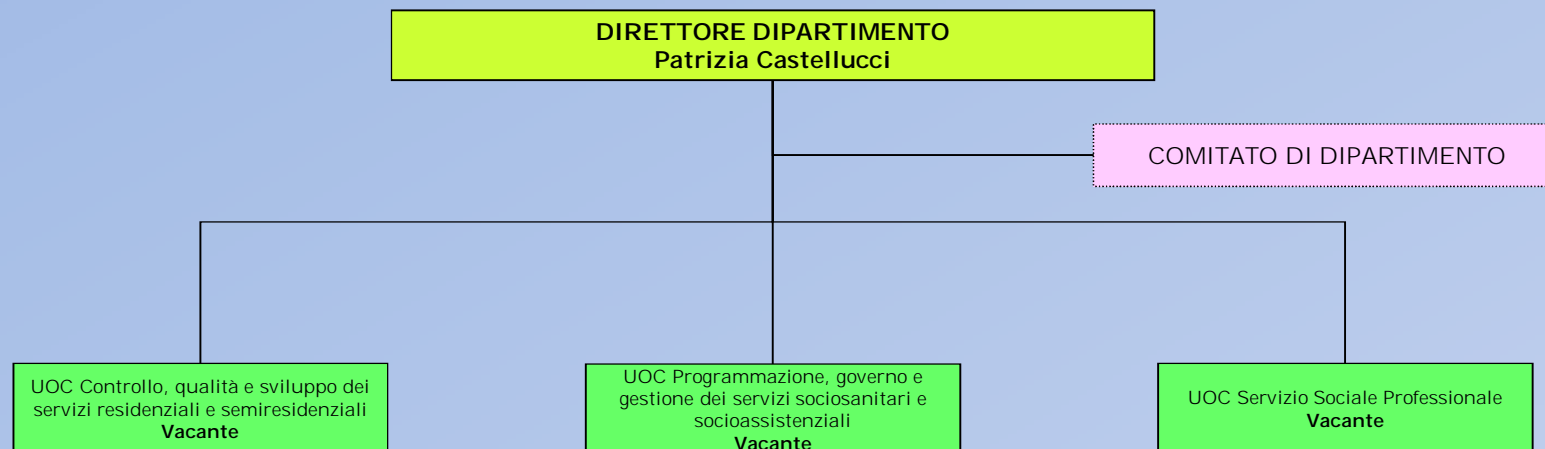 DIRETTORE DIPARTIMENTO
Patrizia Castellucci
COMITATO DI DIPARTIMENTO
UOC Controllo, qualità e sviluppo dei
servizi residenziali e semiresidenziali
Vacante
UOC Programmazione, governo e
gestione dei servizi sociosanitari e
socioassistenziali
Vacante
UOC Servizio Sociale Professionale
Vacante